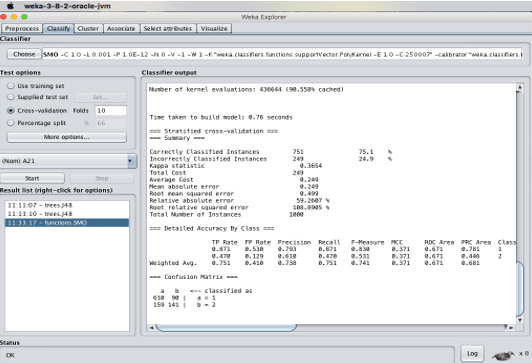 weka-3-8-2-oracle-jvm
Weka Explorer
Preprocess Classify Cluster Associate Select attributes Visualize
Classifier
Choose SMO -C 1.0 -L 0.001 -P 1.0E-12 -N 0 -V -1 -W 1 -K "weka.classifiers.functions.supportVector.PolyKernel -E 1.0 -C 250007" -calibrator "weka.classifiers.
Test options
Use training set
Supplied test set Set...
Cross-validation Folds 10
Percentage split % 66
More options...
(Nom) A21
Start Stop
Result list (right-click for options)
11:11:07 - trees.J48
11:13:10 - trees.J48
11:33:17 - functions.SMO
Classifier output
Number of kernel evaluations: 436644 (90.558% cached)
Time taken to build model: 0.76 seconds
=== Stratified cross-validation ===
=== Summary ===
Correctly Classified Instances 751 75.1 %
Incorrectly Classified Instances 249 24.9 %
Kappa statistic 0.3654
Total Cost 249
Average Cost 0.249
Mean absolute error 0.249
Root mean squared error 0.499
Relative absolute error 59.2607 %
Root relative squared error 108.8905 %
Total Number of Instances 1000
=== Detailed Accuracy By Class ===
TP Rate FP Rate Precision Recall F-Measure MCC ROC Area PRC Area Class
0.871 0.530 0.793 0.871 0.830 0.371 0.671 0.781 1
0.470 0.129 0.610 0.470 0.531 0.371 0.671 0.446 2
Weighted Avg. 0.751 0.410 0.738 0.751 0.741 0.371 0.671 0.681
=== Confusion Matrix ===
a b <-- classified as
610 90 | a = 1
159 141 | b = 2
Status
OK
Log
x 0